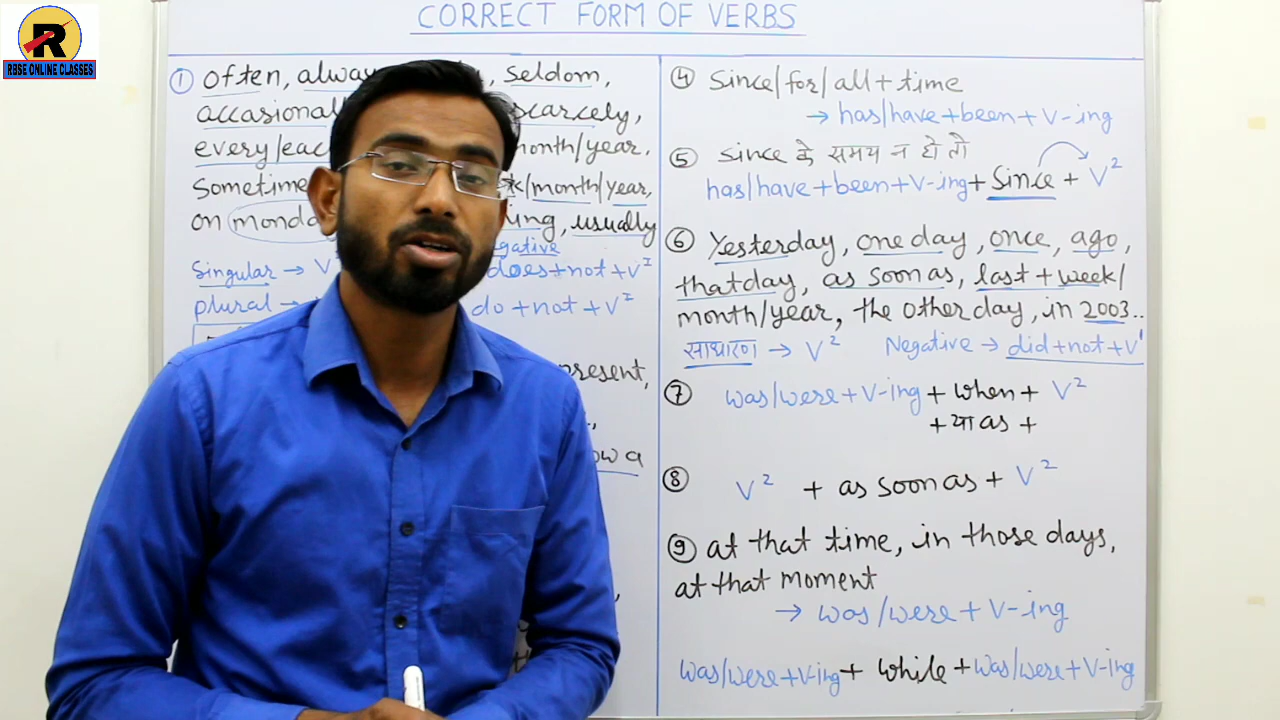 R
RBSE ONLINE CLASSES
CORRECT FORM OF VERBS
① Often, alway seldom,
accasionall scarcely,
every/each month/year,
Sometime /month/year,
on monda ing, usually
egative
Singular → V does+not+V¹
plural → do+not+V¹
present,
ow a
④ Since/for/all+time
→ has/have+been+V-ing
⑤ Since के समय न हो तो
has/have+been+V-ing+Since+ V²
⑥ Yesterday, one day, once, ago,
thatday, as soon as, last+week/
month/year, the other day, in 2003..
साधारण → V² Negative → did+not+V¹
⑦ was/were+V-ing+when+ V²
+या as +
⑧ V² + as soon as + V²
⑨ at that time, in those days,
at that moment
→ was/were+V-ing
was/were+V-ing+ while +was/were+V-ing